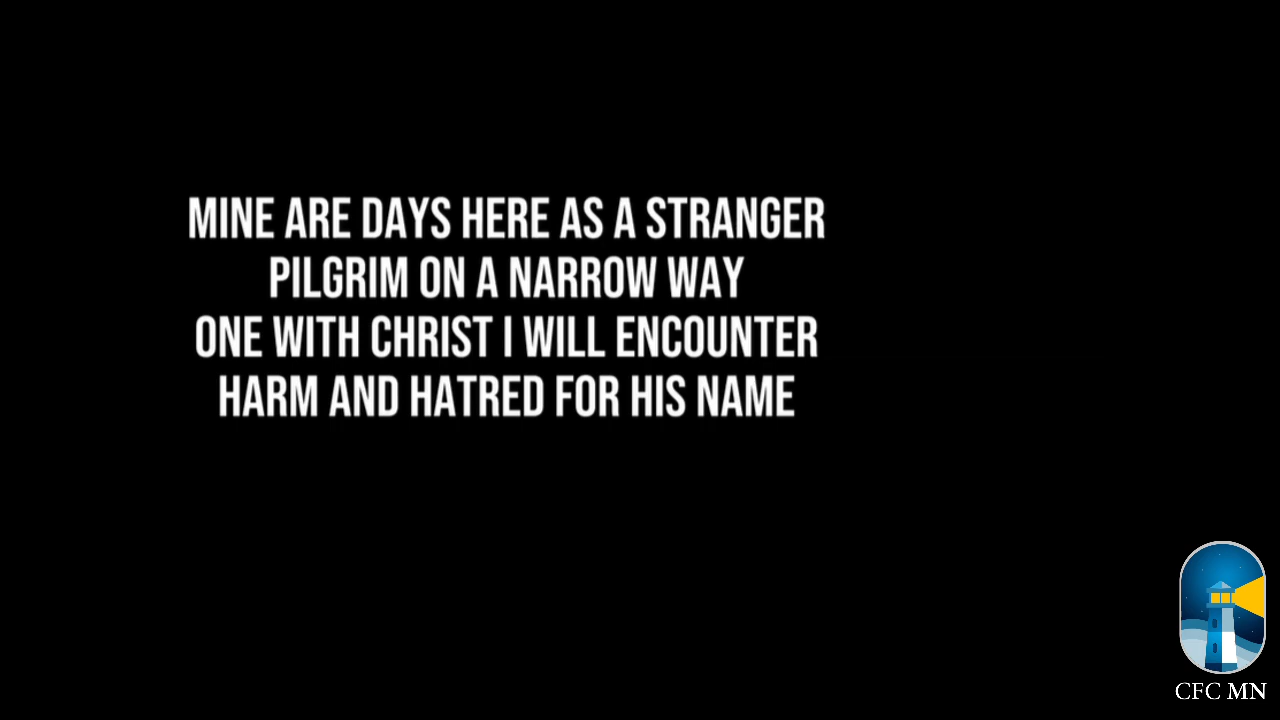 MINE ARE DAYS HERE AS A STRANGER
PILGRIM ON A NARROW WAY
ONE WITH CHRIST I WILL ENCOUNTER
HARM AND HATRED FOR HIS NAME
CFC MN